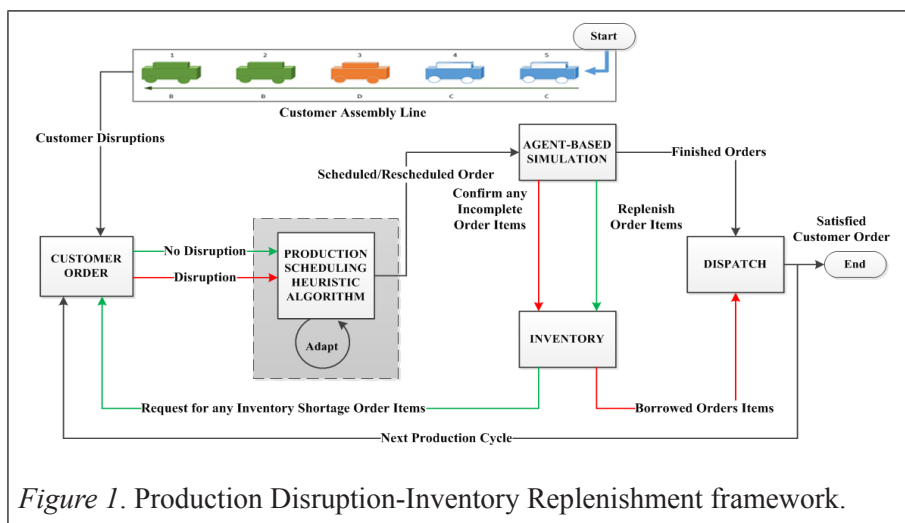 Start
1 2 3 4 5
B B D C C
Customer Assembly Line
Customer Disruptions
AGENT-BASED
SIMULATION
Finished Orders
Scheduled/Rescheduled Order
Confirm any
Incomplete
Order Items
Replenish
Order Items
Satisfied
Customer Order
CUSTOMER
ORDER
No Disruption
Disruption
PRODUCTION
SCHEDULING
HEURISTIC
ALGORITHM
Adapt
DISPATCH
End
INVENTORY
Request for any Inventory Shortage Order Items
Borrowed Orders Items
Next Production Cycle
Figure 1. Production Disruption-Inventory Replenishment framework.